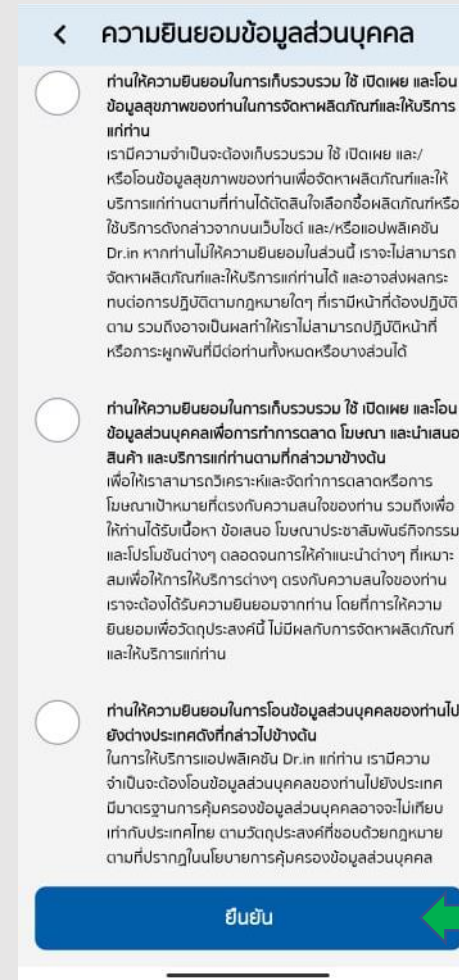 ความยินยอมข้อมูลส่วนบุคคล
ท่านให้ความยินยอมในการเก็บรวบรวม ใช้ เปิดเผย และโอน
ข้อมูลสุขภาพของท่านในการจัดหาผลิตภัณฑ์และให้บริการ
แก่ท่าน
เรามีความจำเป็นจะต้องเก็บรวบรวม ใช้ เปิดเผย และ/
หรือโอนข้อมูลสุขภาพของท่านเพื่อจัดหาผลิตภัณฑ์และให้
บริการแก่ท่านตามที่ท่านได้ตัดสินใจเลือกซื้อผลิตภัณฑ์หรือ
ใช้บริการดังกล่าวจากบนเว็บไซต์ และ/หรือแอปพลิเคชัน
Dr.in หากท่านไม่ให้ความยินยอมในส่วนนี้ เราจะไม่สามารถ
จัดหาผลิตภัณฑ์และให้บริการแก่ท่านได้ และอาจส่งผลกระ
ทบต่อการปฏิบัติตามกฎหมายใดๆ ที่เรามีหน้าที่ต้องปฏิบัติ
ตาม รวมถึงอาจเป็นผลทำให้เราไม่สามารถปฏิบัติหน้าที่
หรือภาระผูกพันที่มีต่อท่านทั้งหมดหรือบางส่วนได้
ท่านให้ความยินยอมในการเก็บรวบรวม ใช้ เปิดเผย และโอน
ข้อมูลส่วนบุคคลเพื่อการทำการตลาด โฆษณา และนำเสนอ
สินค้า และบริการแก่ท่านตามที่กล่าวมาข้างต้น
เพื่อให้เราสามารถวิเคราะห์และจัดทำการตลาดหรือการ
โฆษณาเป้าหมายที่ตรงกับความสนใจของท่าน รวมถึงเพื่อ
ให้ท่านได้รับเนื้อหา ข้อเสนอ โฆษณาประชาสัมพันธ์กิจกรรม
และโปรโมชันต่างๆ ตลอดจนการให้คำแนะนำต่างๆ ที่เหมาะ
สมเพื่อให้การให้บริการต่างๆ ตรงกับความสนใจของท่าน
เราจะต้องได้รับความยินยอมจากท่าน โดยที่การให้ความ
ยินยอมเพื่อวัตถุประสงค์นี้ ไม่มีผลกับการจัดหาผลิตภัณฑ์
และให้บริการแก่ท่าน
ท่านให้ความยินยอมในการโอนข้อมูลส่วนบุคคลของท่านไป
ยังต่างประเทศดังที่กล่าวไปข้างต้น
ในการให้บริการแอปพลิเคชัน Dr.in แก่ท่าน เรามีความ
จำเป็นจะต้องโอนข้อมูลส่วนบุคคลของท่านไปยังประเทศ
มีมาตรฐานการคุ้มครองข้อมูลส่วนบุคคลอาจจะไม่เทียบ
เท่ากับประเทศไทย ตามวัตถุประสงค์ที่ชอบด้วยกฎหมาย
ตามที่ปรากฏในนโยบายการคุ้มครองข้อมูลส่วนบุคคล
ยืนยัน